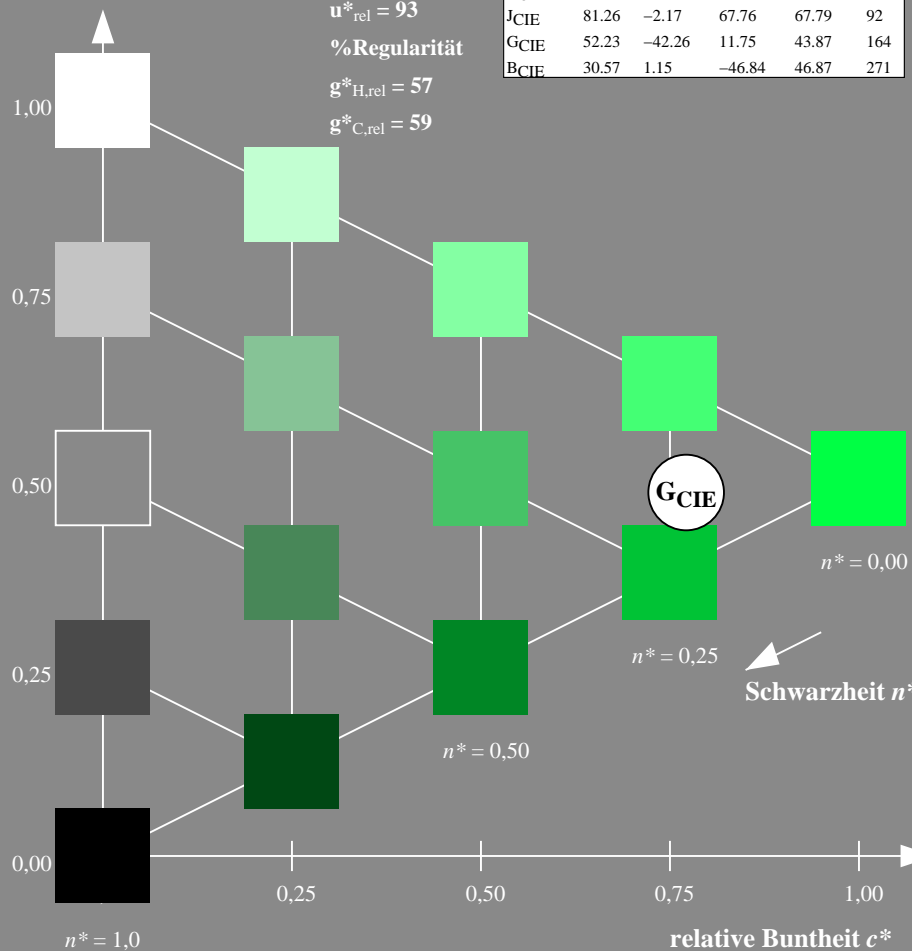 u*rel = 93
%Regularität
g*H,rel = 57
g*C,rel = 59
JCIE 81.26 −2.17 67.76 67.79 92
GCIE 52.23 −42.26 11.75 43.87 164
BCIE 30.57 1.15 −46.84 46.87 271
1,00
0,75
0,50
GCIE
n* = 0,00
n* = 0,25
0,25
Schwarzheit n*
n* = 0,50
0,00
0,25 0,50 0,75 1,00
n* = 1,0
relative Buntheit c*